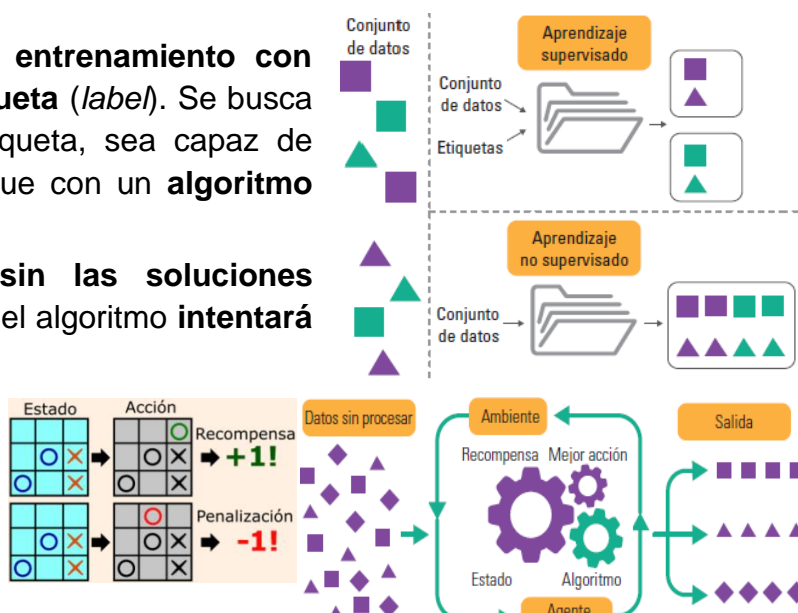 entrenamiento con
ueta (label). Se busca
queta, sea capaz de
ue con un algoritmo
sin las soluciones
el algoritmo intentará
Conjunto
de datos
Aprendizaje
supervisado
Conjunto
de datos
Etiquetas
Aprendizaje
no supervisado
Conjunto
de datos
Estado
Acción
Recompensa
+1!
Penalización
-1!
Datos sin procesar
Ambiente
Recompensa
Mejor acción
Estado
Algoritmo
Agente
Salida